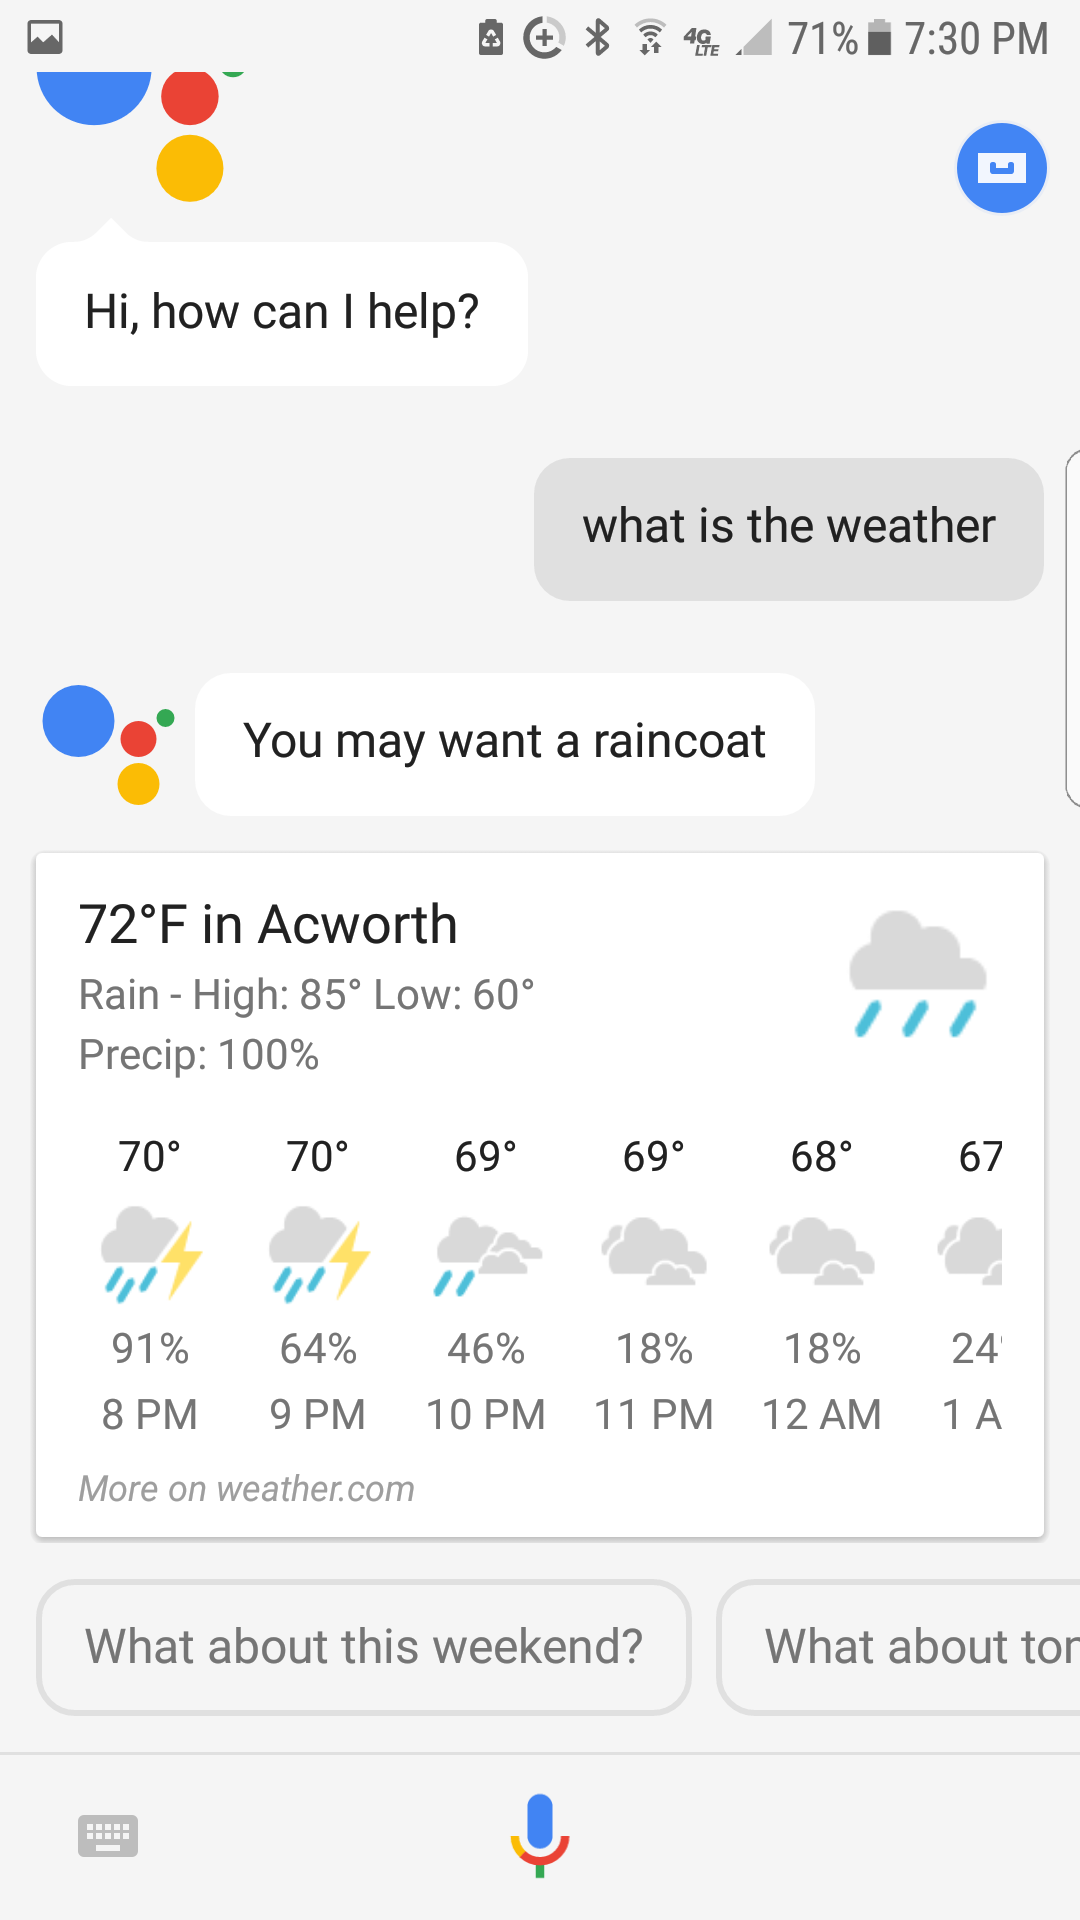 4G LTE 71% 7:30 PM
Hi, how can I help?
what is the weather
You may want a raincoat
72°F in Acworth
Rain - High: 85° Low: 60°
Precip: 100%
70° 70° 69° 69° 68° 67
91% 64% 46% 18% 18% 24
8 PM 9 PM 10 PM 11 PM 12 AM 1 A
More on weather.com
What about this weekend? What about